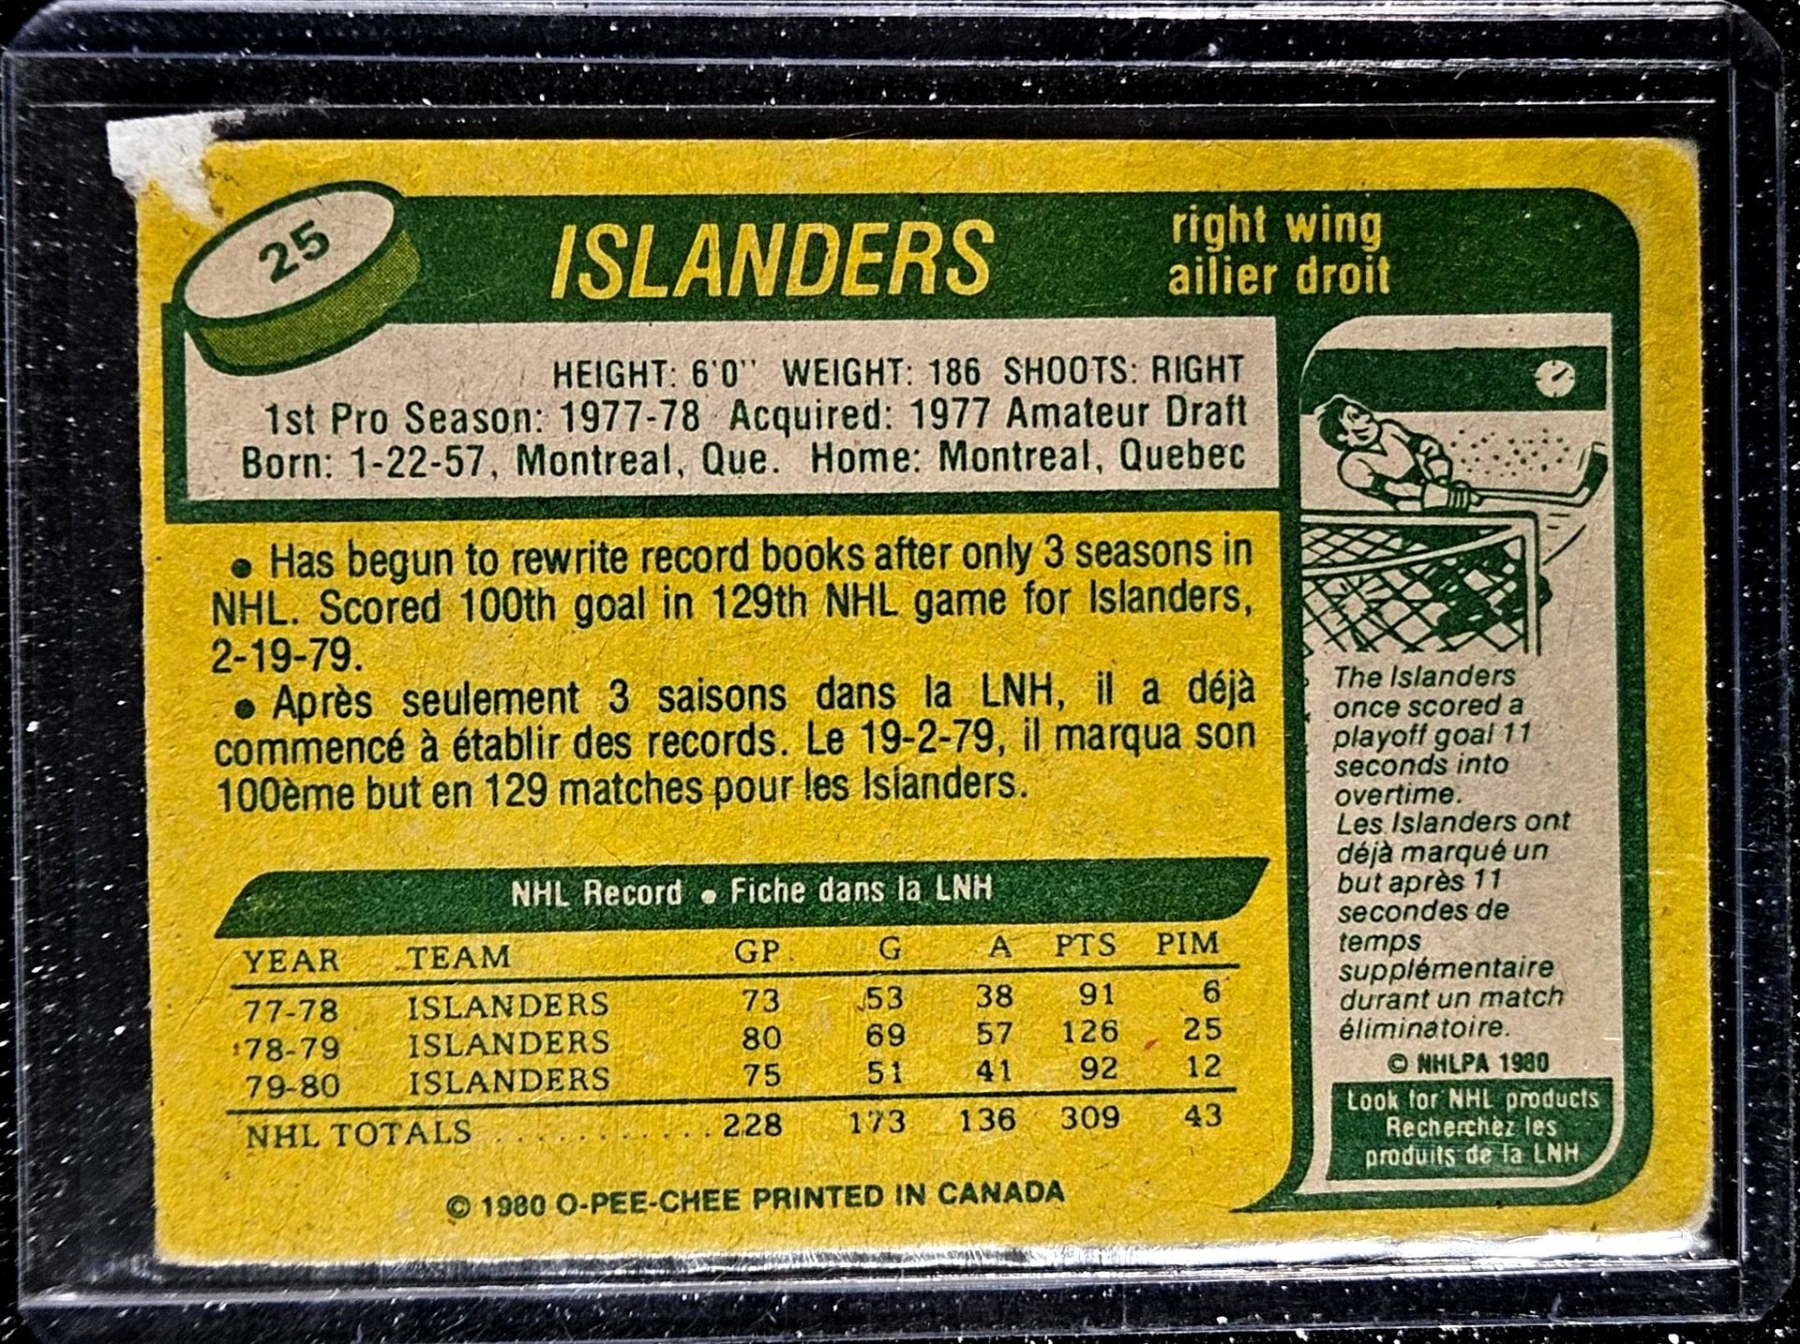 25
ISLANDERS
right wing
ailier droit
HEIGHT: 6'0" WEIGHT: 186 SHOOTS: RIGHT
1st Pro Season: 1977-78 Acquired: 1977 Amateur Draft
Born: 1-22-57, Montreal, Que. Home: Montreal, Quebec
• Has begun to rewrite record books after only 3 seasons in
NHL. Scored 100th goal in 129th NHL game for Islanders,
2-19-79.
• Après seulement 3 saisons dans la LNH, il a déjà
commencé à établir des records. Le 19-2-79, il marqua son
100ème but en 129 matches pour les Islanders.
NHL Record • Fiche dans la LNH
YEAR TEAM GP G A PTS PIM
77-78 ISLANDERS 73 53 38 91 6
78-79 ISLANDERS 80 69 57 126 25
79-80 ISLANDERS 75 51 41 92 12
NHL TOTALS ............ 228 173 136 309 43
© 1980 O-PEE-CHEE PRINTED IN CANADA
The Islanders
once scored a
playoff goal 11
seconds into
overtime.
Les Islanders ont
déjà marqué un
but après 11
secondes de
temps
supplémentaire
durant un match
éliminatoire.
© NHLPA 1980
Look for NHL products
Recherchez les
produits de la LNH